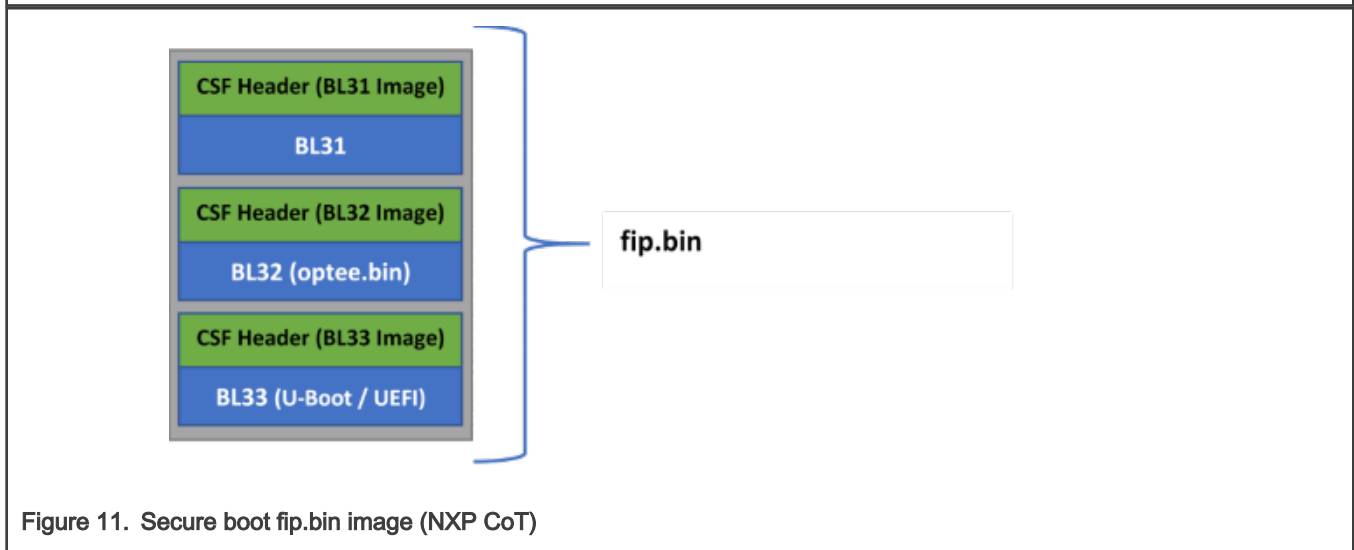 CSF Header (BL31 Image)
BL31
CSF Header (BL32 Image)
BL32 (optee.bin)
CSF Header (BL33 Image)
BL33 (U-Boot / UEFI)
fip.bin
Figure 11. Secure boot fip.bin image (NXP CoT)